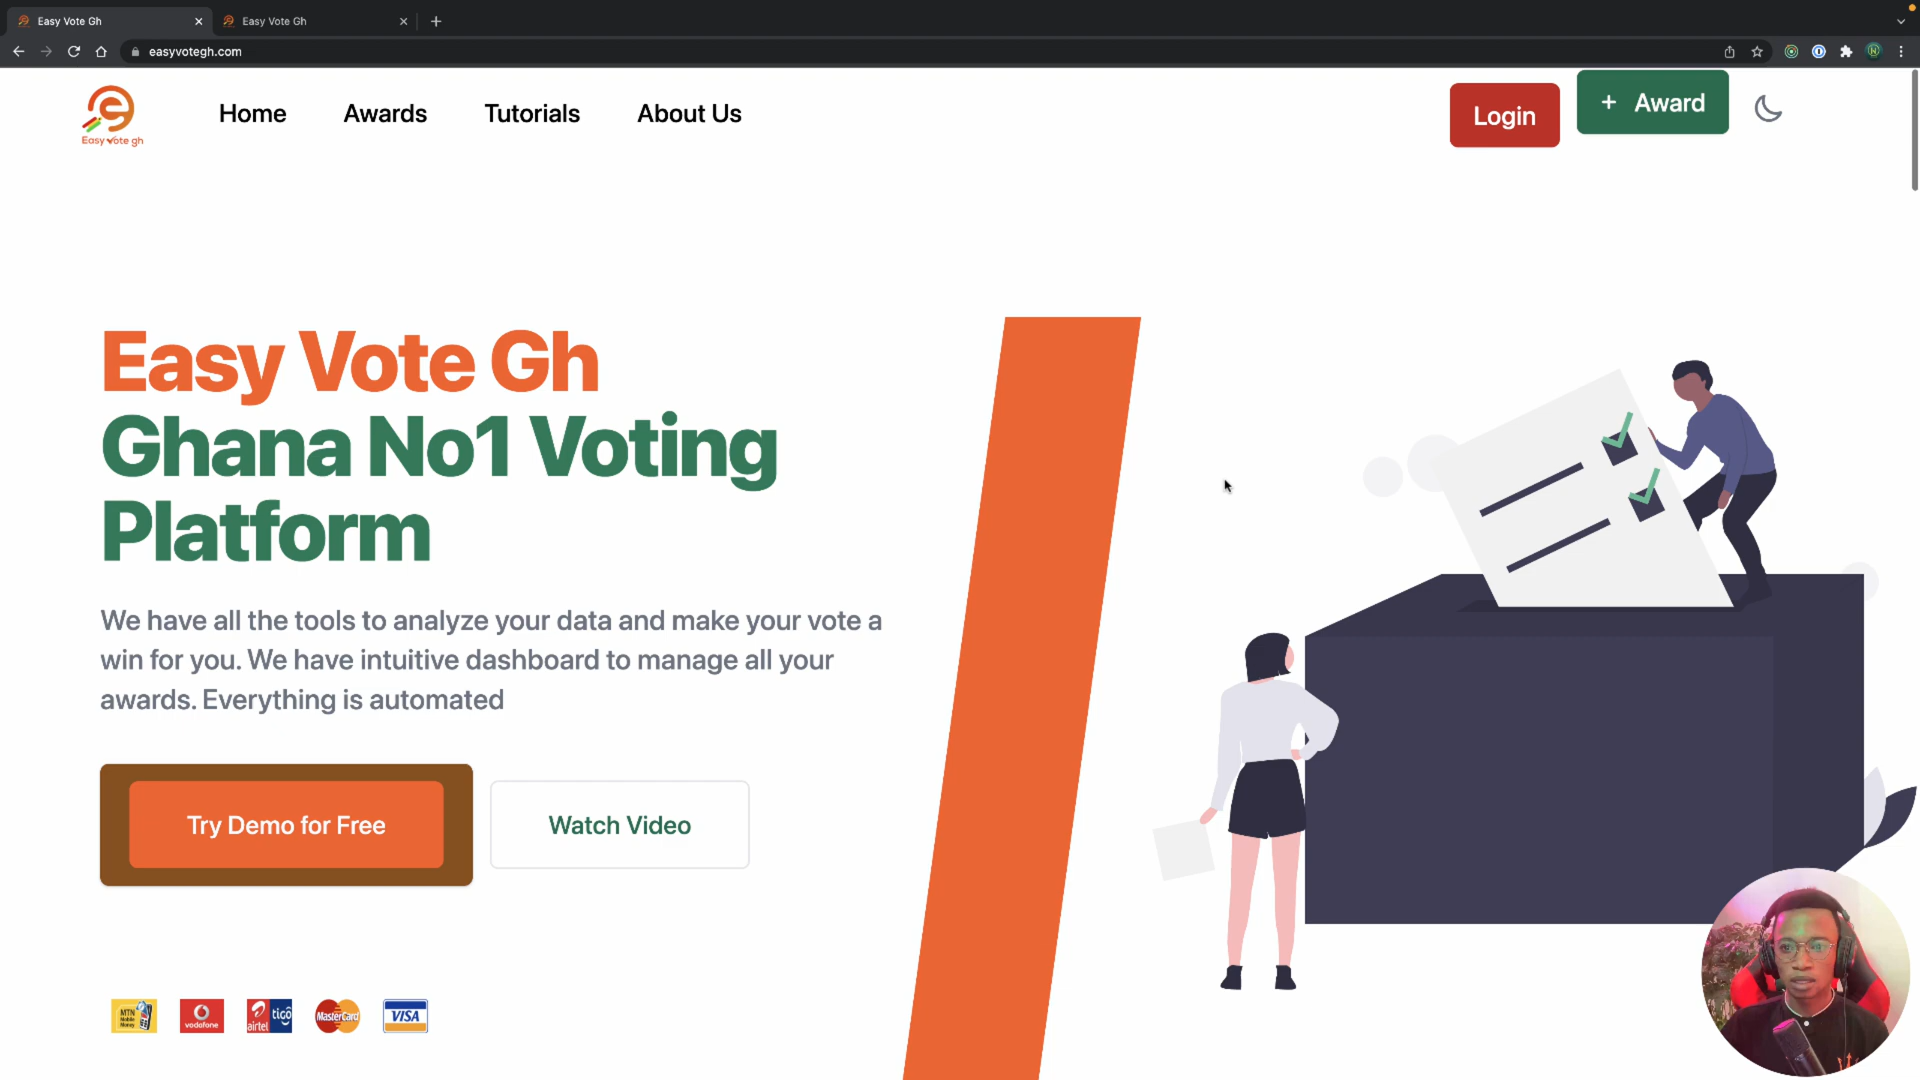 Easy Vote Gh
Easy Vote Gh
easyvotegh.com
Easy vote gh
Home
Awards
Tutorials
About Us
Login
+ Award
Easy Vote Gh
Ghana No1 Voting
Platform
We have all the tools to analyze your data and make your vote a
win for you. We have intuitive dashboard to manage all your
awards. Everything is automated
Try Demo for Free
Watch Video
MTN
Mobile
Money
vodafone
airtel
tigo
MasterCard
VISA